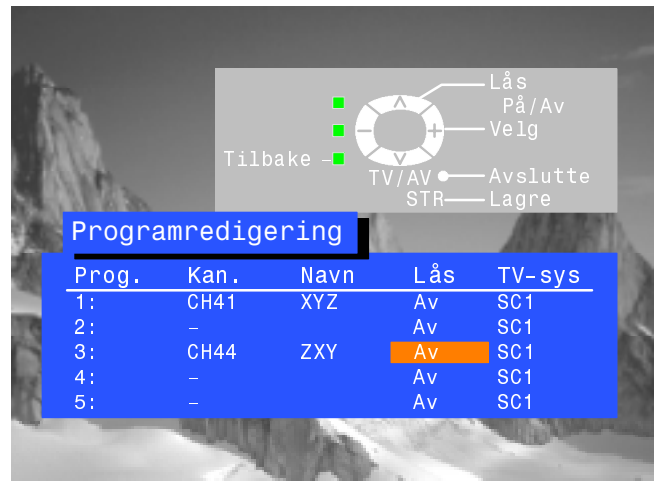 Lås
På/Av
Velg
Tilbake
TV/AV Avslutte
STR Lagre
Programredigering
Prog. Kan. Navn Lås TV-sys
1: CH41 XYZ Av SC1
2: – Av SC1
3: CH44 ZXY Av SC1
4: – Av SC1
5: – Av SC1